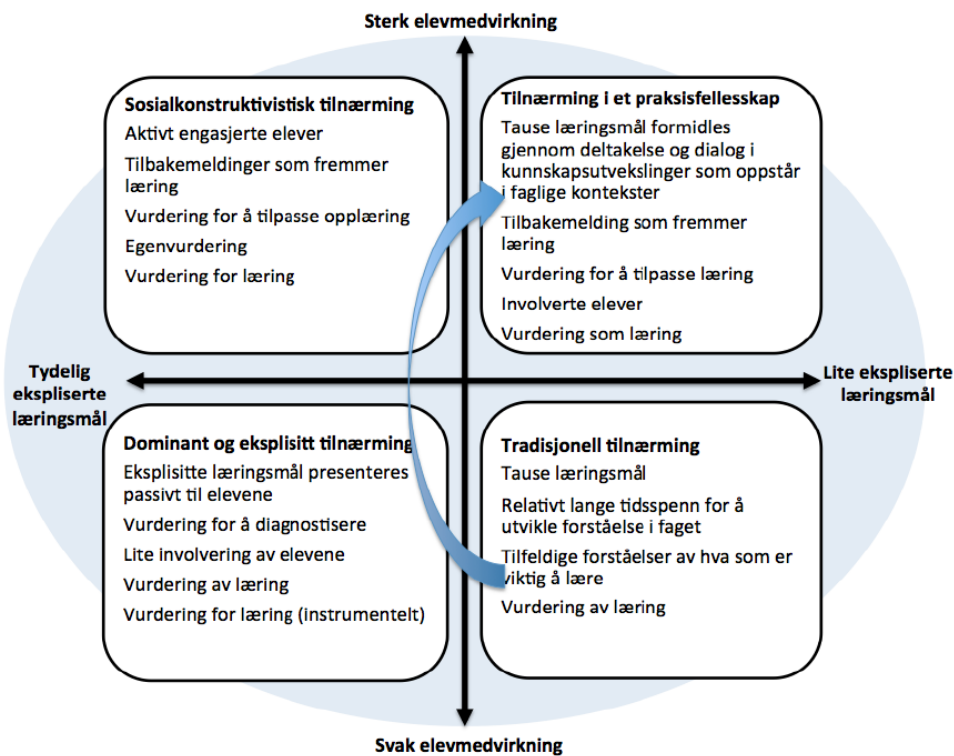 Sterk elevmedvirkning
Sosialkonstruktivistisk tilnærming
Aktivt engasjerte elever
Tilbakemeldinger som fremmer
læring
Vurdering for å tilpasse opplæring
Egenvurdering
Vurdering for læring
Tilnærming i et praksisfellesskap
Tause læringsmål formidles
gjennom deltakelse og dialog i
kunnskapsutvekslinger som oppstår
i faglige kontekster
Tilbakemelding som fremmer
læring
Vurdering for å tilpasse læring
Involverte elever
Vurdering som læring
Tydelig
ekspliserte
læringsmål
Lite ekspliserte
læringsmål
Dominant og eksplisitt tilnærming
Eksplisitte læringsmål presenteres
passivt til elevene
Vurdering for å diagnostisere
Lite involvering av elevene
Vurdering av læring
Vurdering for læring (instrumentelt)
Tradisjonell tilnærming
Tause læringsmål
Relativt lange tidsspenn for å
utvikle forståelse i faget
Tilfeldige forståelser av hva som er
viktig å lære
Vurdering av læring
Svak elevmedvirkning